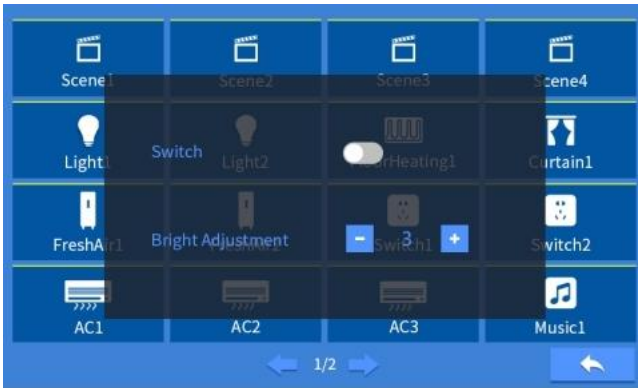 Scene1 Scene2 Scene3 Scene4
Light1 Light2 FloorHeating1 Curtain1
Switch
FreshAir1 Switch1 Switch2
Bright Adjustment - 3 +
AC1 AC2 AC3 Music1
1/2